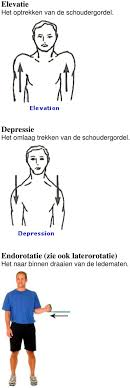 Elevatie
Het optrekken van de schoudergordel.
Elevation
Depressie
Het omlaag trekken van de schoudergordel.
Depression
Endorotatie (zie ook laterorotatie)
Het naar binnen draaien van de ledematen.